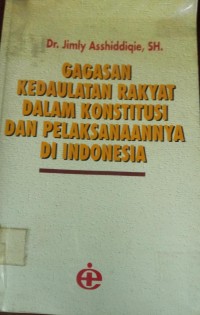 Dr. Jimly Asshiddiqie, SH.
GAGASAN
KEDAULATAN RAKYAT
DALAM KONSTITUSI
DAN PELAKSANAANNYA
DI INDONESIA